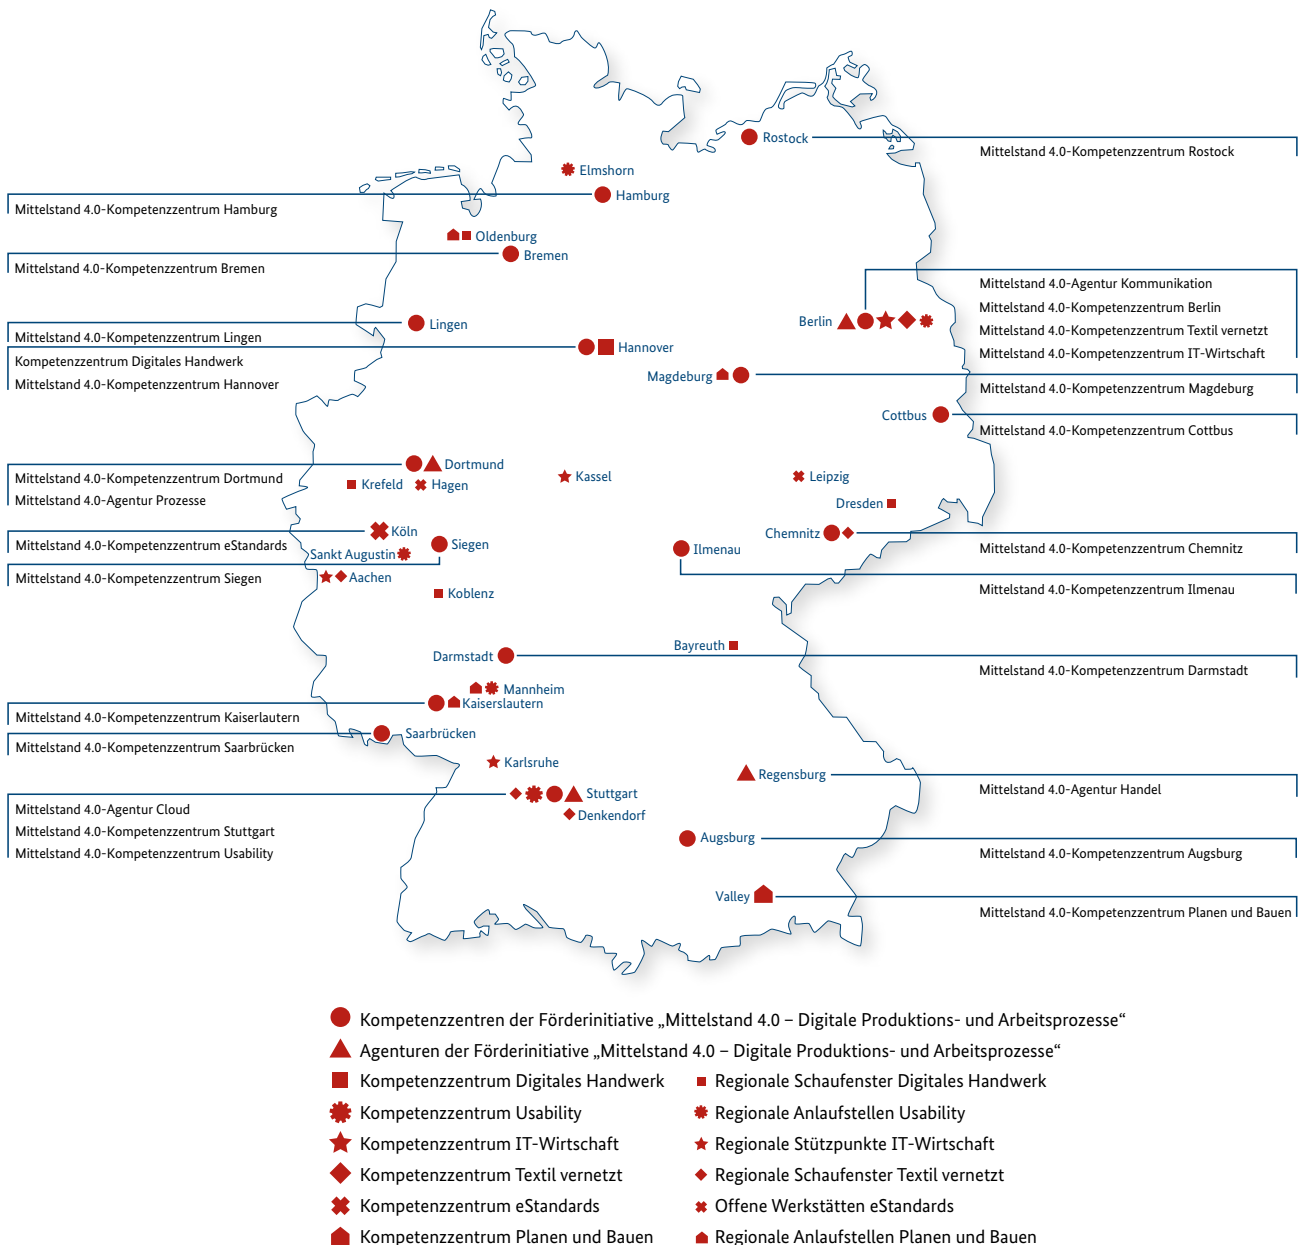 Rostock
Mittelstand 4.0-Kompetenzzentrum Rostock
Elmshorn
Hamburg
Mittelstand 4.0-Kompetenzzentrum Hamburg
Oldenburg
Bremen
Mittelstand 4.0-Kompetenzzentrum Bremen
Mittelstand 4.0-Agentur Kommunikation
Mittelstand 4.0-Kompetenzzentrum Berlin
Mittelstand 4.0-Kompetenzzentrum Textil vernetzt
Mittelstand 4.0-Kompetenzzentrum IT-Wirtschaft
Berlin
Lingen
Mittelstand 4.0-Kompetenzzentrum Lingen
Hannover
Kompetenzzentrum Digitales Handwerk
Mittelstand 4.0-Kompetenzzentrum Hannover
Magdeburg
Mittelstand 4.0-Kompetenzzentrum Magdeburg
Cottbus
Mittelstand 4.0-Kompetenzzentrum Cottbus
Dortmund
Mittelstand 4.0-Kompetenzzentrum Dortmund
Mittelstand 4.0-Agentur Prozesse
Krefeld
Hagen
Kassel
Leipzig
Dresden
Köln
Mittelstand 4.0-Kompetenzzentrum eStandards
Chemnitz
Mittelstand 4.0-Kompetenzzentrum Chemnitz
Sankt Augustin
Siegen
Mittelstand 4.0-Kompetenzzentrum Siegen
Ilmenau
Mittelstand 4.0-Kompetenzzentrum Ilmenau
Aachen
Koblenz
Bayreuth
Darmstadt
Mittelstand 4.0-Kompetenzzentrum Darmstadt
Mannheim
Kaiserslautern
Mittelstand 4.0-Kompetenzzentrum Kaiserlautern
Saarbrücken
Mittelstand 4.0-Kompetenzzentrum Saarbrücken
Karlsruhe
Regensburg
Mittelstand 4.0-Agentur Handel
Stuttgart
Mittelstand 4.0-Agentur Cloud
Mittelstand 4.0-Kompetenzzentrum Stuttgart
Mittelstand 4.0-Kompetenzzentrum Usability
Denkendorf
Augsburg
Mittelstand 4.0-Kompetenzzentrum Augsburg
Valley
Mittelstand 4.0-Kompetenzzentrum Planen und Bauen
Kompetenzzentren der Förderinitiative „Mittelstand 4.0 – Digitale Produktions- und Arbeitsprozesse“
Agenturen der Förderinitiative „Mittelstand 4.0 – Digitale Produktions- und Arbeitsprozesse“
Kompetenzzentrum Digitales Handwerk
Regionale Schaufenster Digitales Handwerk
Kompetenzzentrum Usability
Regionale Anlaufstellen Usability
Kompetenzzentrum IT-Wirtschaft
Regionale Stützpunkte IT-Wirtschaft
Kompetenzzentrum Textil vernetzt
Regionale Schaufenster Textil vernetzt
Kompetenzzentrum eStandards
Offene Werkstätten eStandards
Kompetenzzentrum Planen und Bauen
Regionale Anlaufstellen Planen und Bauen